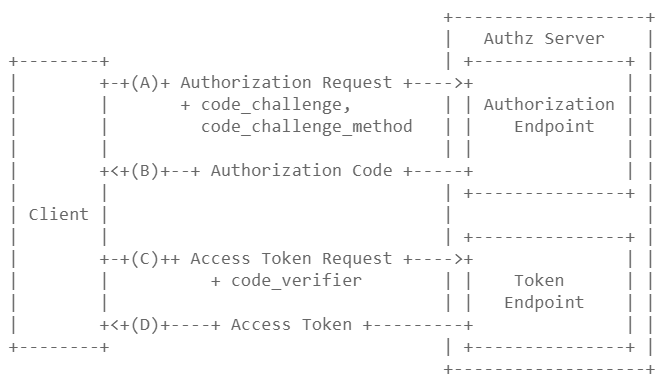 Authz Server
(A) Authorization Request
+ code_challenge,
code_challenge_method
Authorization
Endpoint
(B) Authorization Code
Client
(C) Access Token Request
+ code_verifier
Token
Endpoint
(D) Access Token